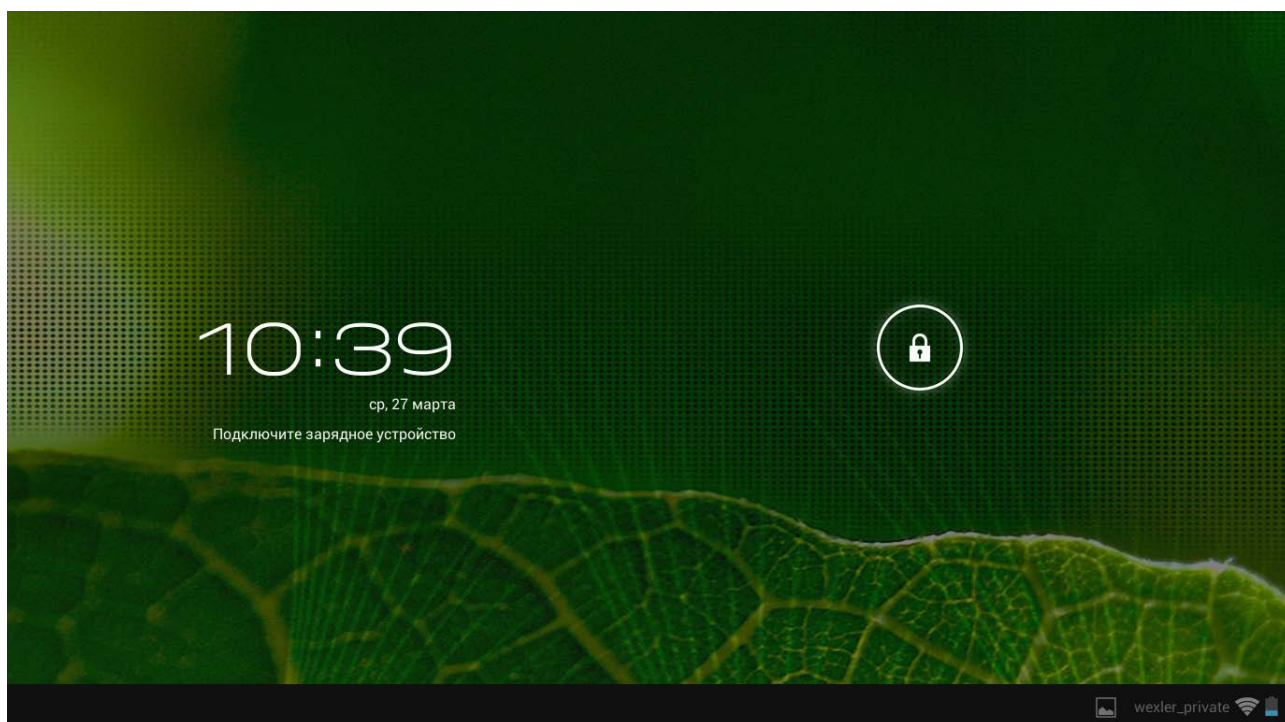 10:39
ср, 27 марта
Подключите зарядное устройство
wexler_private